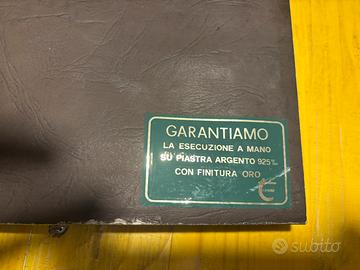 GARANTIAMO
LA ESECUZIONE A MANO
SU PIASTRA ARGENTO 925‰
CON FINITURA ORO
subito